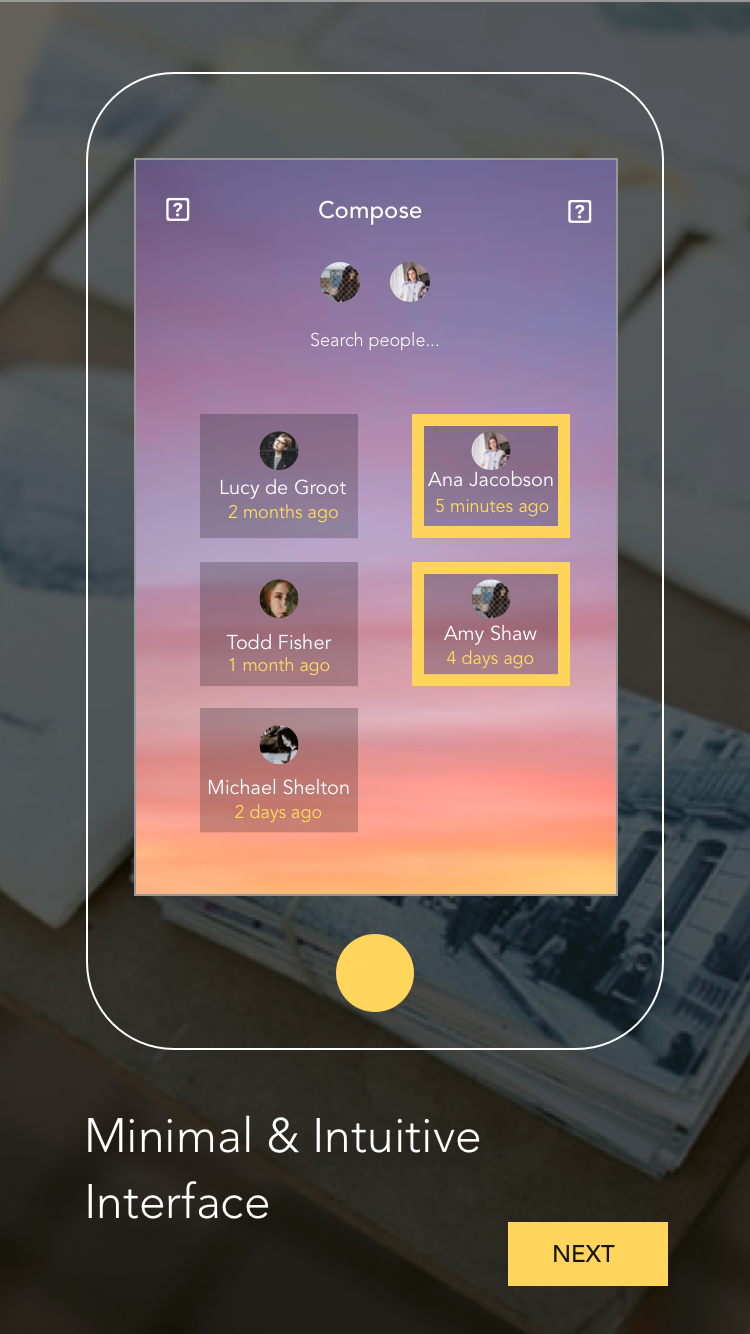 Compose
Search people...
Lucy de Groot
2 months ago
Ana Jacobson
5 minutes ago
Todd Fisher
1 month ago
Amy Shaw
4 days ago
Michael Shelton
2 days ago
Minimal & Intuitive
Interface
NEXT